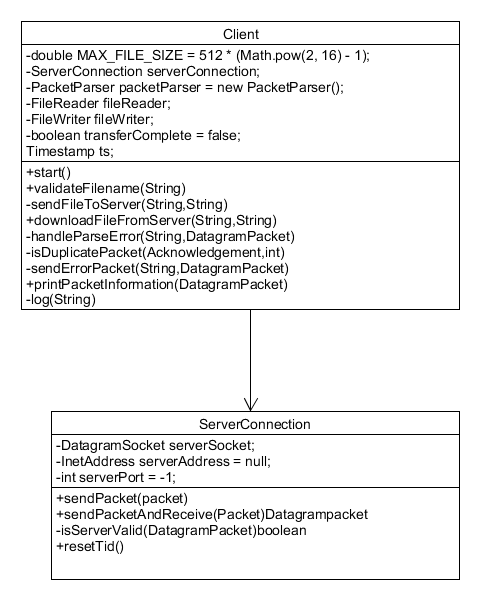 Client
-double MAX_FILE_SIZE = 512 * (Math.pow(2, 16) - 1);
-ServerConnection serverConnection;
-PacketParser packetParser = new PacketParser();
-FileReader fileReader;
-FileWriter fileWriter;
-boolean transferComplete = false;
Timestamp ts;
+start()
+validateFilename(String)
-sendFileToServer(String,String)
+downloadFileFromServer(String,String)
-handleParseError(String,DatagramPacket)
-isDuplicatePacket(Acknowledgement,int)
-sendErrorPacket(String,DatagramPacket)
+printPacketInformation(DatagramPacket)
-log(String)
ServerConnection
-DatagramSocket serverSocket;
-InetAddress serverAddress = null;
-int serverPort = -1;
+sendPacket(packet)
+sendPacketAndReceive(Packet)Datagrampacket
-isServerValid(DatagramPacket)boolean
+resetTid()